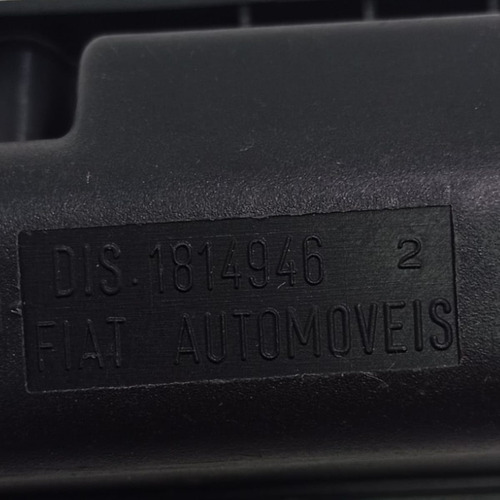 DIS.1814946 2
FIAT AUTOMOVEIS